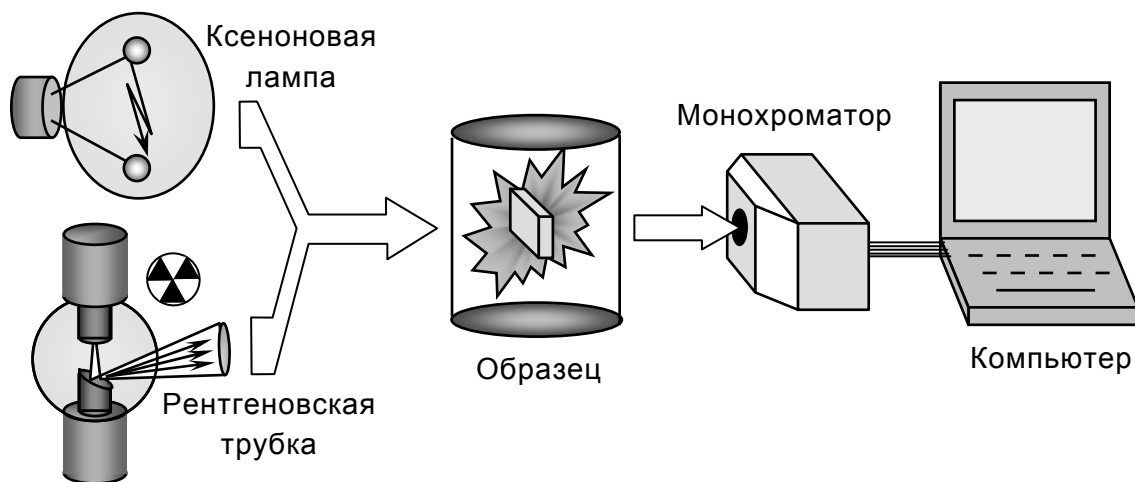 Ксеноновая
лампа
Монохроматор
Образец
Компьютер
Рентгеновская
трубка